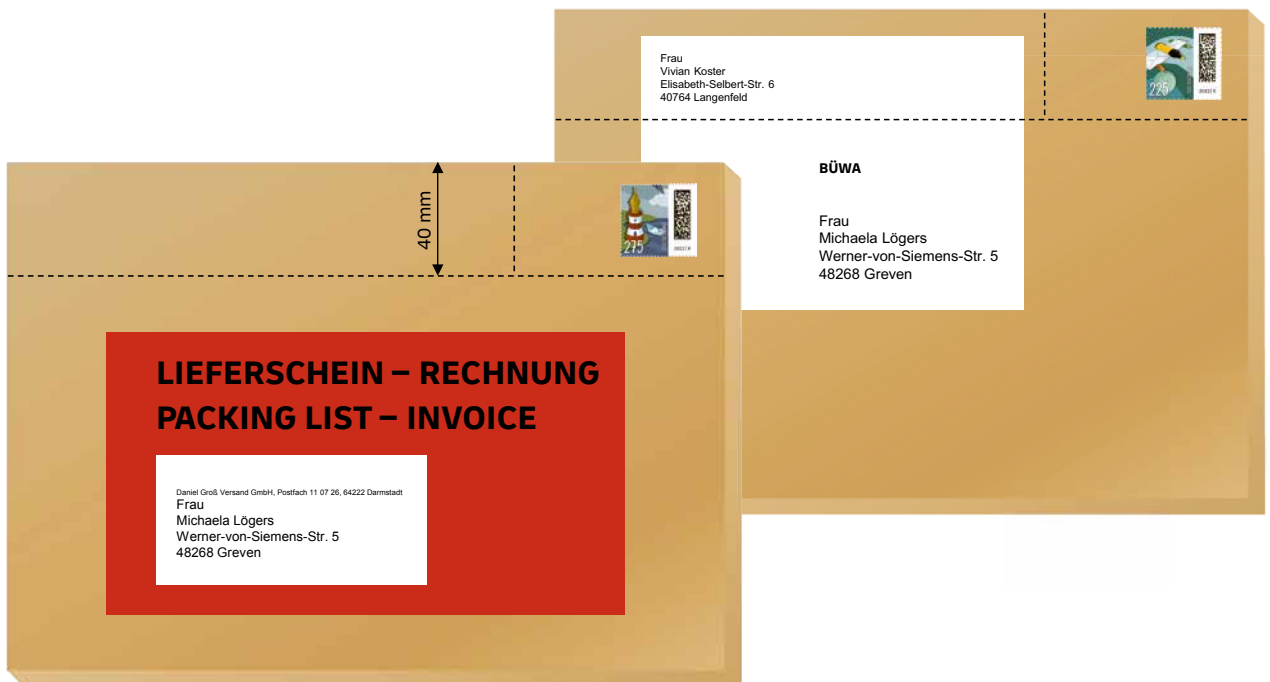 Frau
Vivian Koster
Elisabeth-Selbert-Str. 6
40764 Langenfeld
225
BÜWA
Frau
Michaela Lögers
Werner-von-Siemens-Str. 5
48268 Greven
40 mm
275
LIEFERSCHEIN – RECHNUNG
PACKING LIST – INVOICE
Daniel Groß Versand GmbH, Postfach 11 07 26, 64222 Darmstadt
Frau
Michaela Lögers
Werner-von-Siemens-Str. 5
48268 Greven